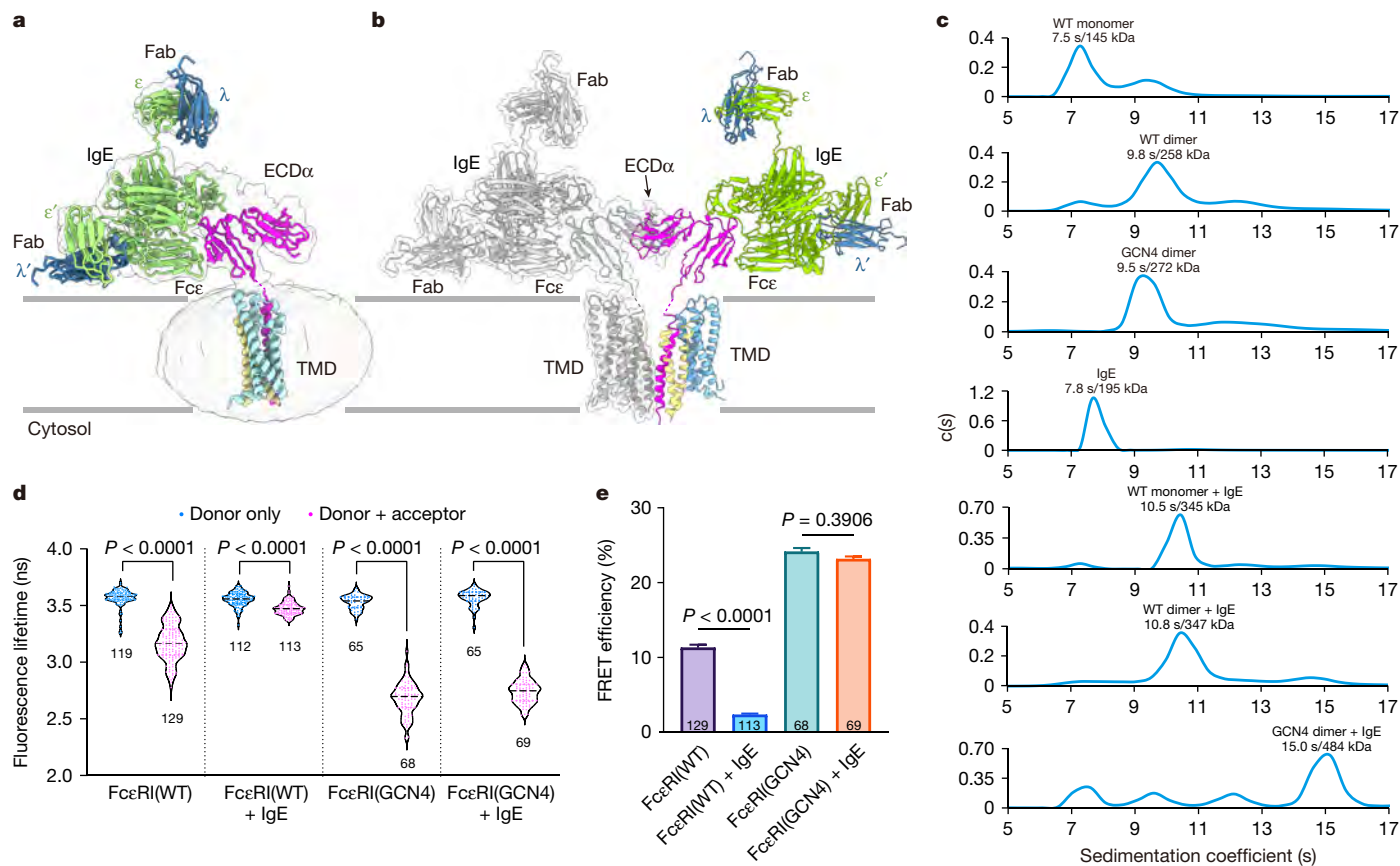 a
Fab
ε
λ
IgE
ECDα
ε′
Fab
λ′
Fcε
TMD
Cytosol
b
Fab
Fab
ε
λ
IgE
ECDα
IgE
ε′
Fab
λ′
Fab
Fcε
Fcε
TMD
TMD
c
WT monomer
7.5 s/145 kDa
0.4
0.2
0
5 7 9 11 13 15 17
WT dimer
9.8 s/258 kDa
0.4
0.2
0
5 7 9 11 13 15 17
GCN4 dimer
9.5 s/272 kDa
0.4
0.2
0
5 7 9 11 13 15 17
IgE
7.8 s/195 kDa
1.2
0.6
0
c(s)
5 7 9 11 13 15 17
WT monomer + IgE
10.5 s/345 kDa
0.70
0.35
0
5 7 9 11 13 15 17
WT dimer + IgE
10.8 s/347 kDa
0.4
0.2
0
5 7 9 11 13 15 17
GCN4 dimer + IgE
15.0 s/484 kDa
0.70
0.35
0
5 7 9 11 13 15 17
Sedimentation coefficient (s)
d
Donor only Donor + acceptor
P < 0.0001 P < 0.0001 P < 0.0001 P < 0.0001
Fluorescence lifetime (ns)
4.0
3.5
3.0
2.5
2.0
119 129 112 113 65 68 65 69
FcεRI(WT) FcεRI(WT) + IgE FcεRI(GCN4) FcεRI(GCN4) + IgE
e
FRET efficiency (%)
30
20
10
0
P < 0.0001
P = 0.3906
129 113 68 69
FcεRI(WT)
FcεRI(WT) + IgE
FcεRI(GCN4)
FcεRI(GCN4) + IgE